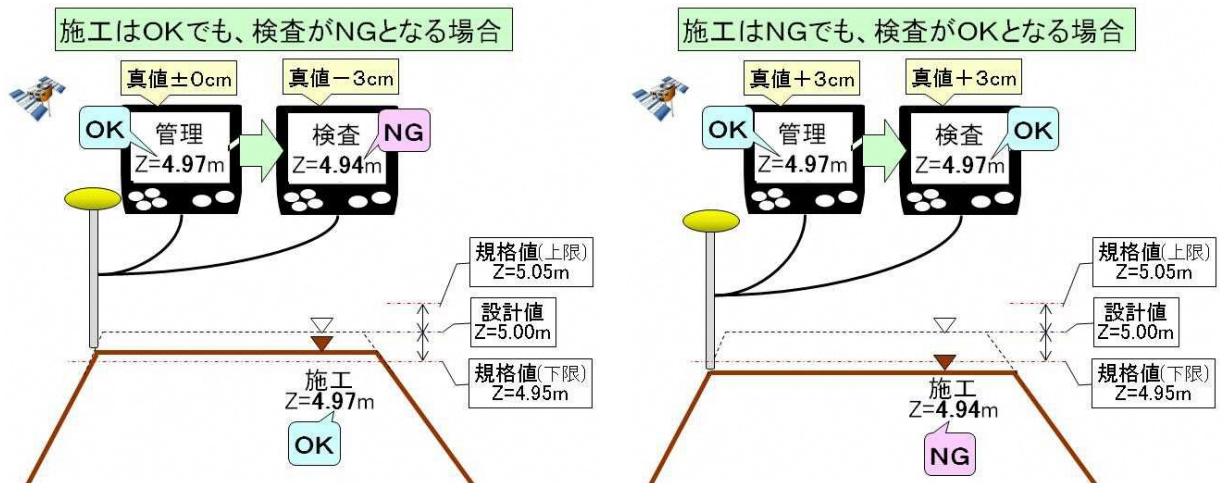 施工はOKでも、検査がNGとなる場合
真値±0cm
真値－3cm
OK
管理
Z=4.97m
検査
Z=4.94m
NG
規格値(上限)
Z=5.05m
設計値
Z=5.00m
規格値(下限)
Z=4.95m
施工
Z=4.97m
OK
施工はNGでも、検査がOKとなる場合
真値＋3cm
真値＋3cm
OK
管理
Z=4.97m
検査
Z=4.97m
OK
規格値(上限)
Z=5.05m
設計値
Z=5.00m
規格値(下限)
Z=4.95m
施工
Z=4.94m
NG